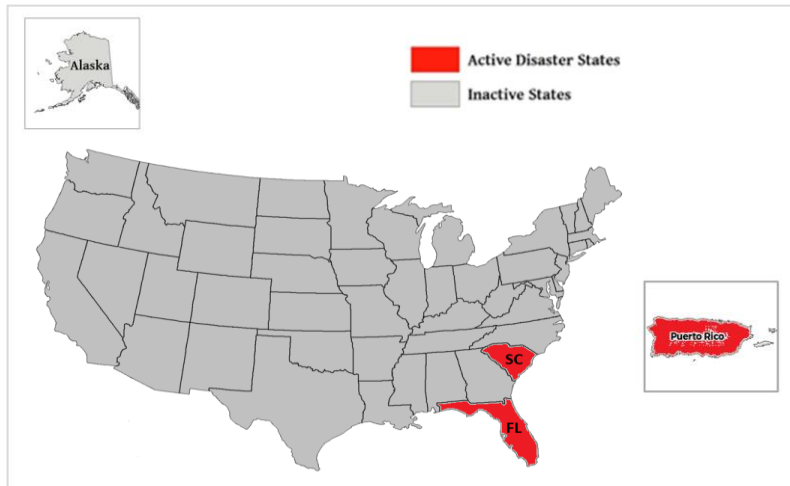 Alaska
Active Disaster States
Inactive States
Puerto Rico
SC
FL